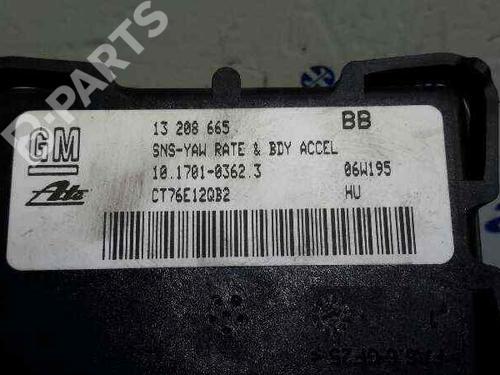 B-PARTS
GM
13 208 665 BB
SNS-YAW RATE & BDY ACCEL
Ate
10.1701-0362.3 06W195
CT76E12QB2 HU